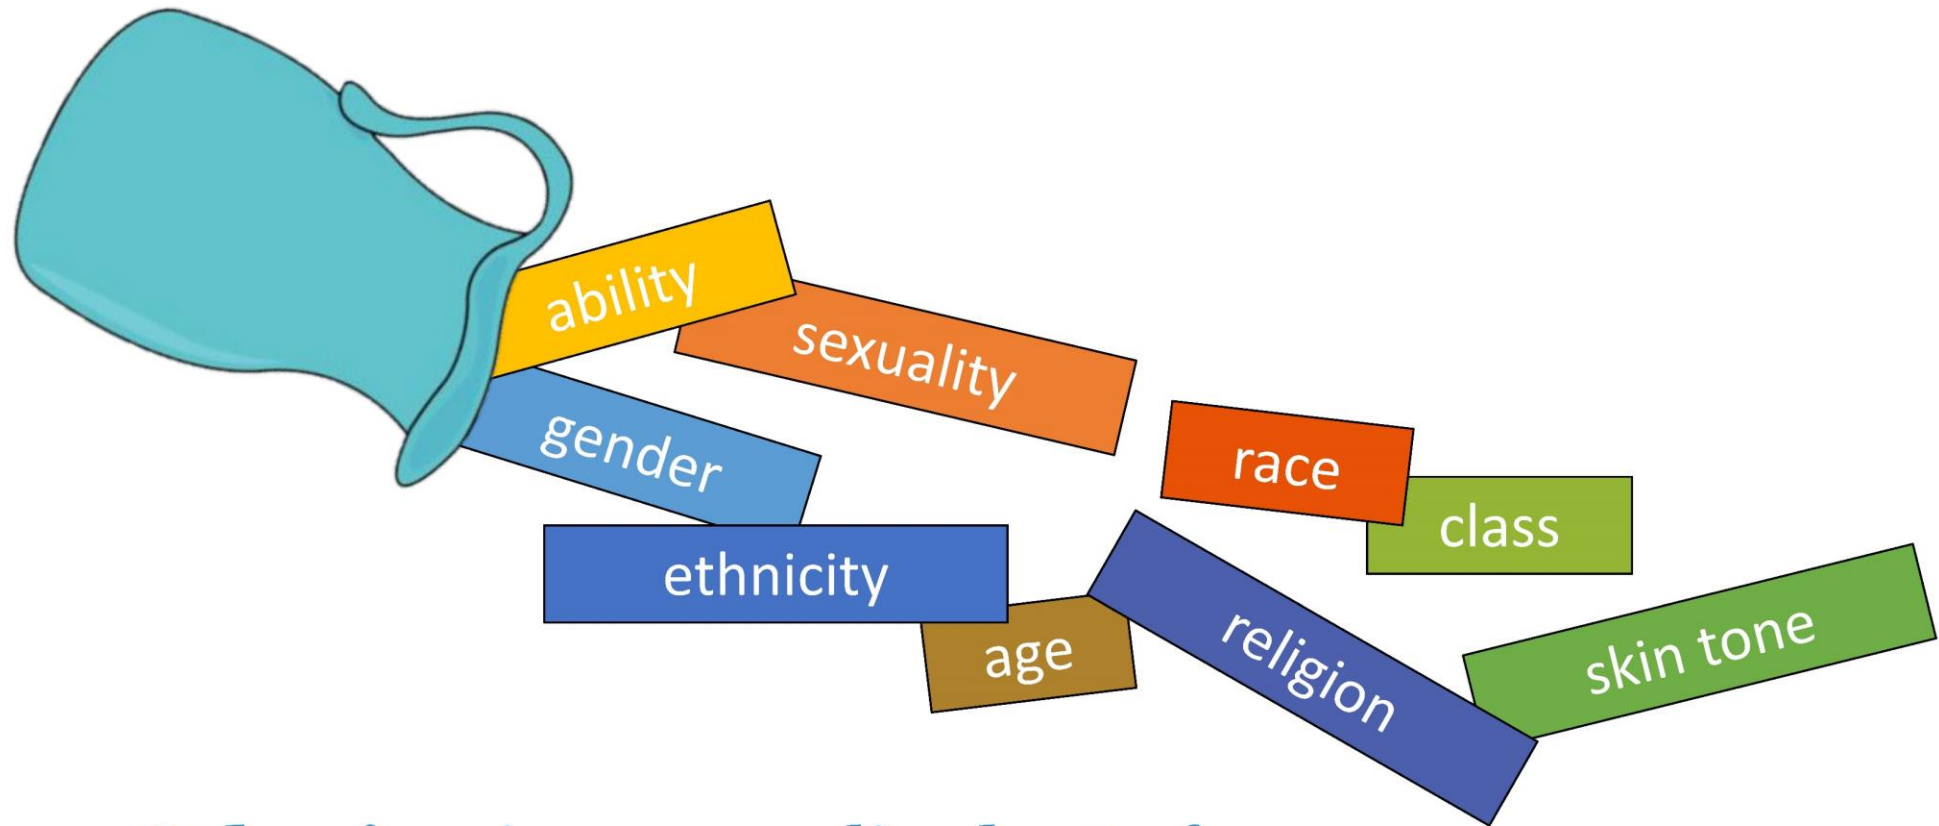 ability
sexuality
gender
race
class
ethnicity
age
religion
skin tone